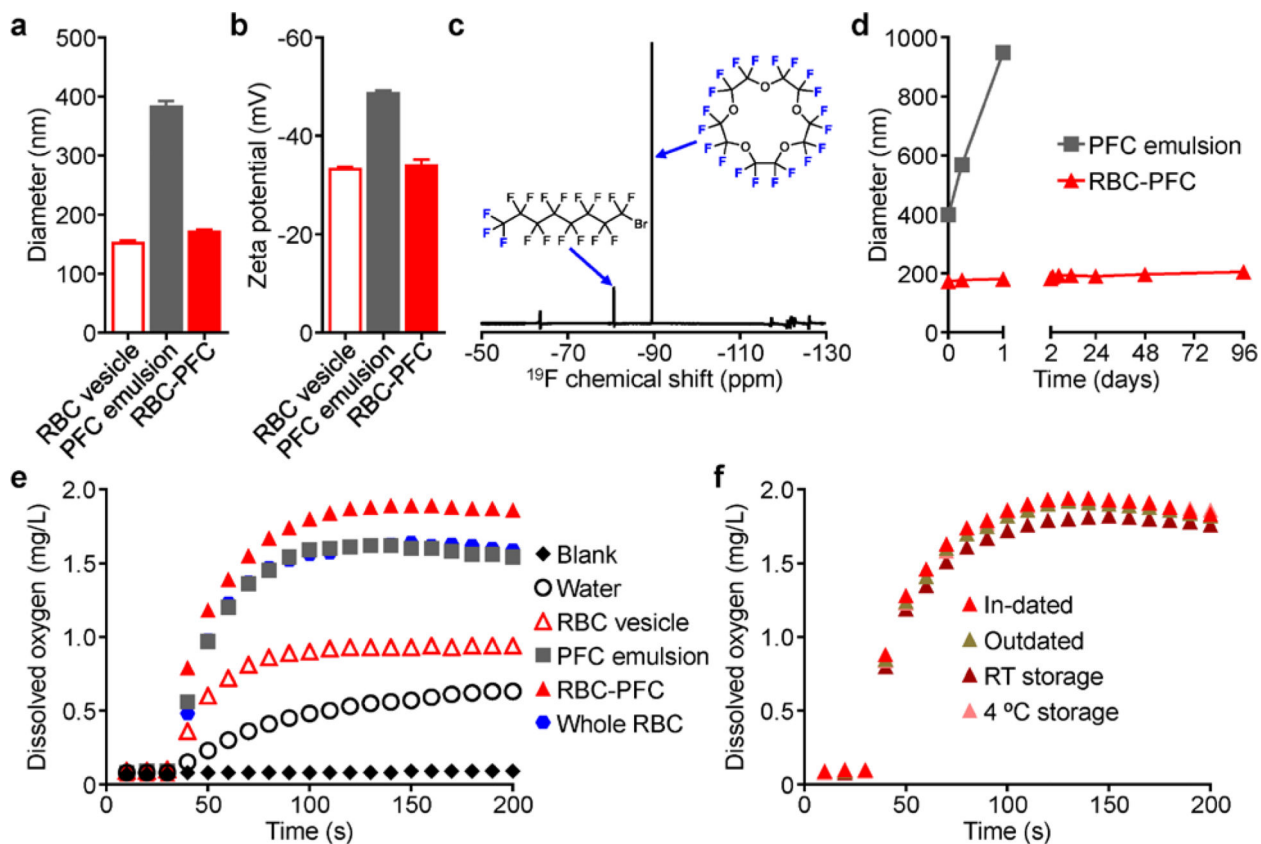 a
500
400
300
200
100
0
Diameter (nm)
RBC vesicle
PFC emulsion
RBC-PFC
b
-60
-40
-20
0
Zeta potential (mV)
RBC vesicle
PFC emulsion
RBC-PFC
c
F F F F F F F F F F F F F F F F F Br
F F F F F F F F F F F F F F F F F F F F O O O O O
-50 -70 -90 -110 -130
19F chemical shift (ppm)
d
1000
800
600
400
200
0
Diameter (nm)
PFC emulsion
RBC-PFC
0 1 2 24 48 72 96
Time (days)
e
2.0
1.5
1.0
0.5
0
Dissolved oxygen (mg/L)
Blank
Water
RBC vesicle
PFC emulsion
RBC-PFC
Whole RBC
0 50 100 150 200
Time (s)
f
2.0
1.5
1.0
0.5
0
Dissolved oxygen (mg/L)
In-dated
Outdated
RT storage
4 ºC storage
0 50 100 150 200
Time (s)